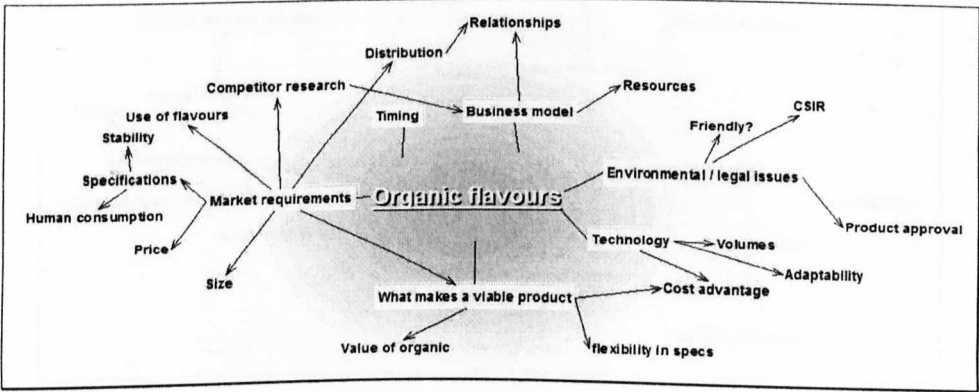 Relationships
Distribution
Competitor research
Resources
Timing
Business model
CSIR
Use of flavours
Friendly?
Stability
Specifications
Environmental / legal issues
Market requirements
Organic flavours
Human consumption
Product approval
Technology
Volumes
Price
Adaptability
Size
Cost advantage
What makes a viable product
Value of organic
flexibility in specs